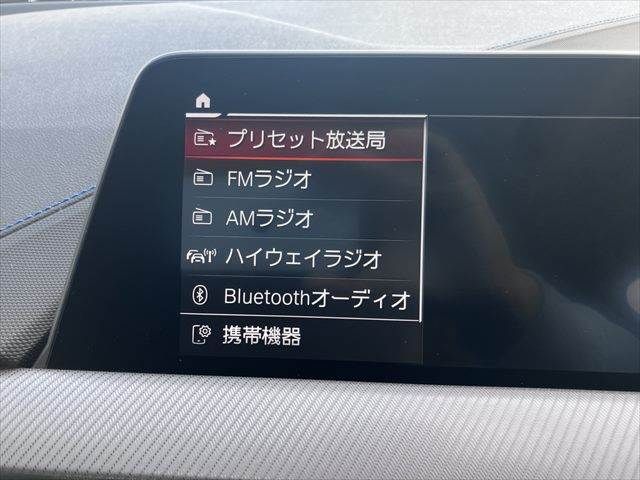 プリセット放送局
FMラジオ
AMラジオ
ハイウェイラジオ
Bluetoothオーディオ
携帯機器